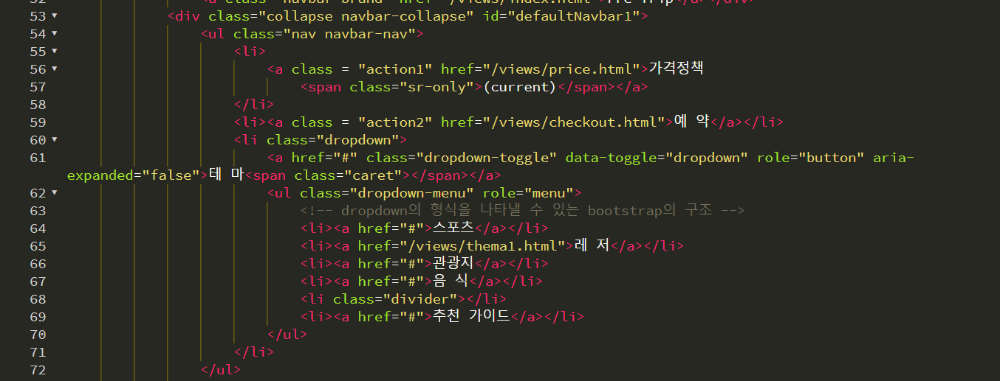 53 <div class="collapse navbar-collapse" id="defaultNavbar1">
54 <ul class="nav navbar-nav">
55 <li>
56 <a class = "action1" href="/views/price.html">가격정책
57 <span class="sr-only">(current)</span></a>
58 </li>
59 <li><a class = "action2" href="/views/checkout.html">예 약</a></li>
60 <li class="dropdown">
61 <a href="#" class="dropdown-toggle" data-toggle="dropdown" role="button" aria-
expanded="false">테 마<span class="caret"></span></a>
62 <ul class="dropdown-menu" role="menu">
63 <!-- dropdown의 형식을 나타낼 수 있는 bootstrap의 구조 -->
64 <li><a href="#">스포츠</a></li>
65 <li><a href="/views/thema1.html">레 저</a></li>
66 <li><a href="#">관광지</a></li>
67 <li><a href="#">음 식</a></li>
68 <li class="divider"></li>
69 <li><a href="#">추천 가이드</a></li>
70 </ul>
71 </li>
72 </ul>